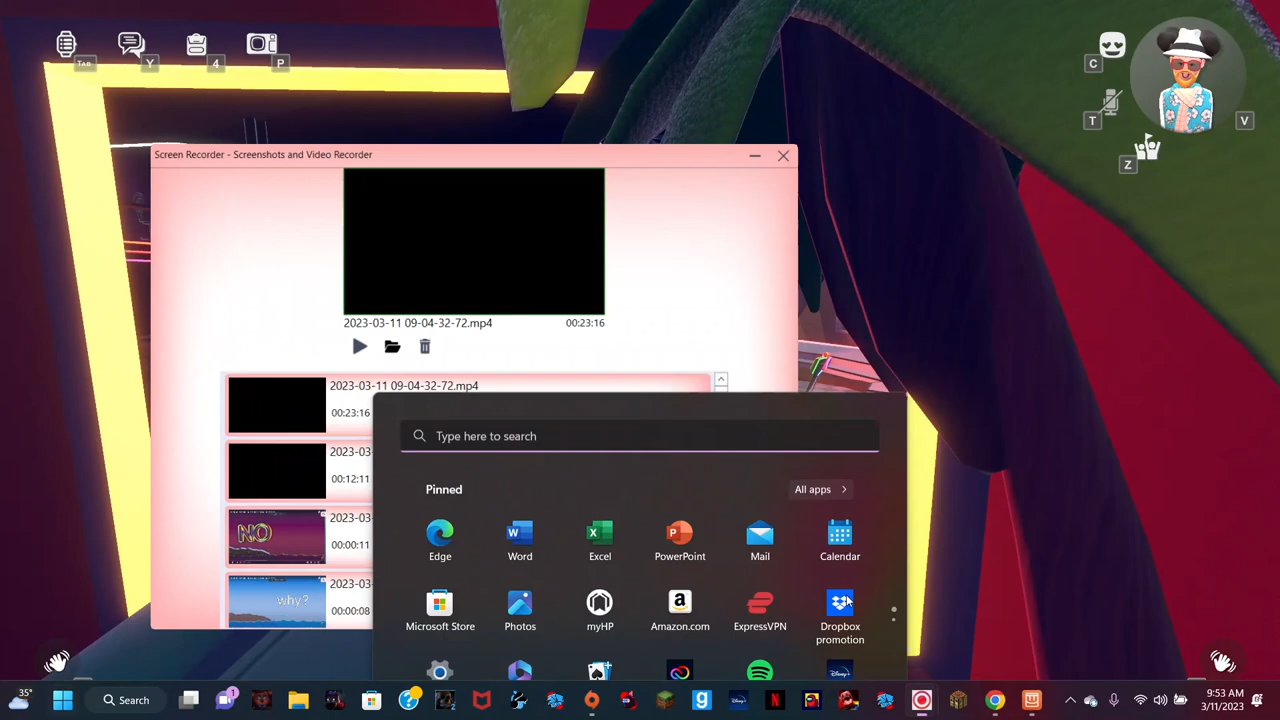 Tab
Y
4
P
C
T
V
Z
Screen Recorder - Screenshots and Video Recorder
2023-03-11 09-04-32-72.mp4
00:23:16
2023-03-11 09-04-32-72.mp4
00:23:16
2023-03
00:12:11
NO
2023-03
00:00:11
why?
2023-03
00:00:08
Type here to search
Pinned
All apps
Edge
Word
Excel
PowerPoint
Mail
Calendar
Microsoft Store
Photos
myHP
Amazon.com
ExpressVPN
Dropbox
promotion
Disney+
35°
Search
1
9:53 AM
3/11/2023